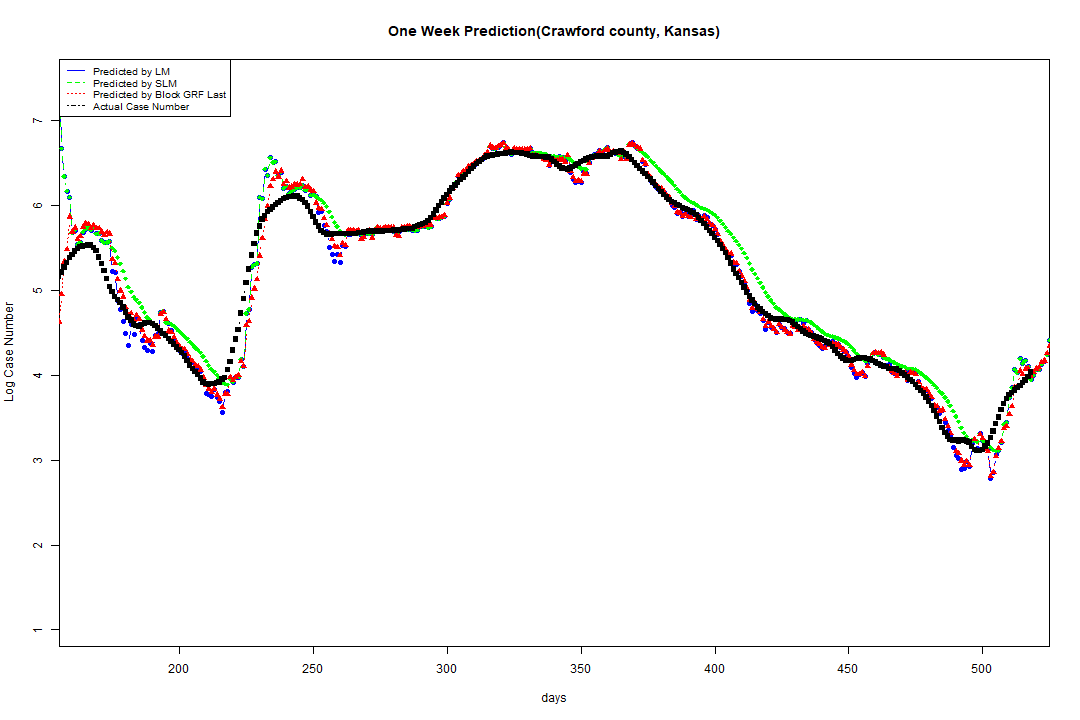 One Week Prediction(Crawford county, Kansas)
Predicted by LM
Predicted by SLM
Predicted by Block GRF Last
Actual Case Number
Log Case Number
7
6
5
4
3
2
1
200 250 300 350 400 450 500
days